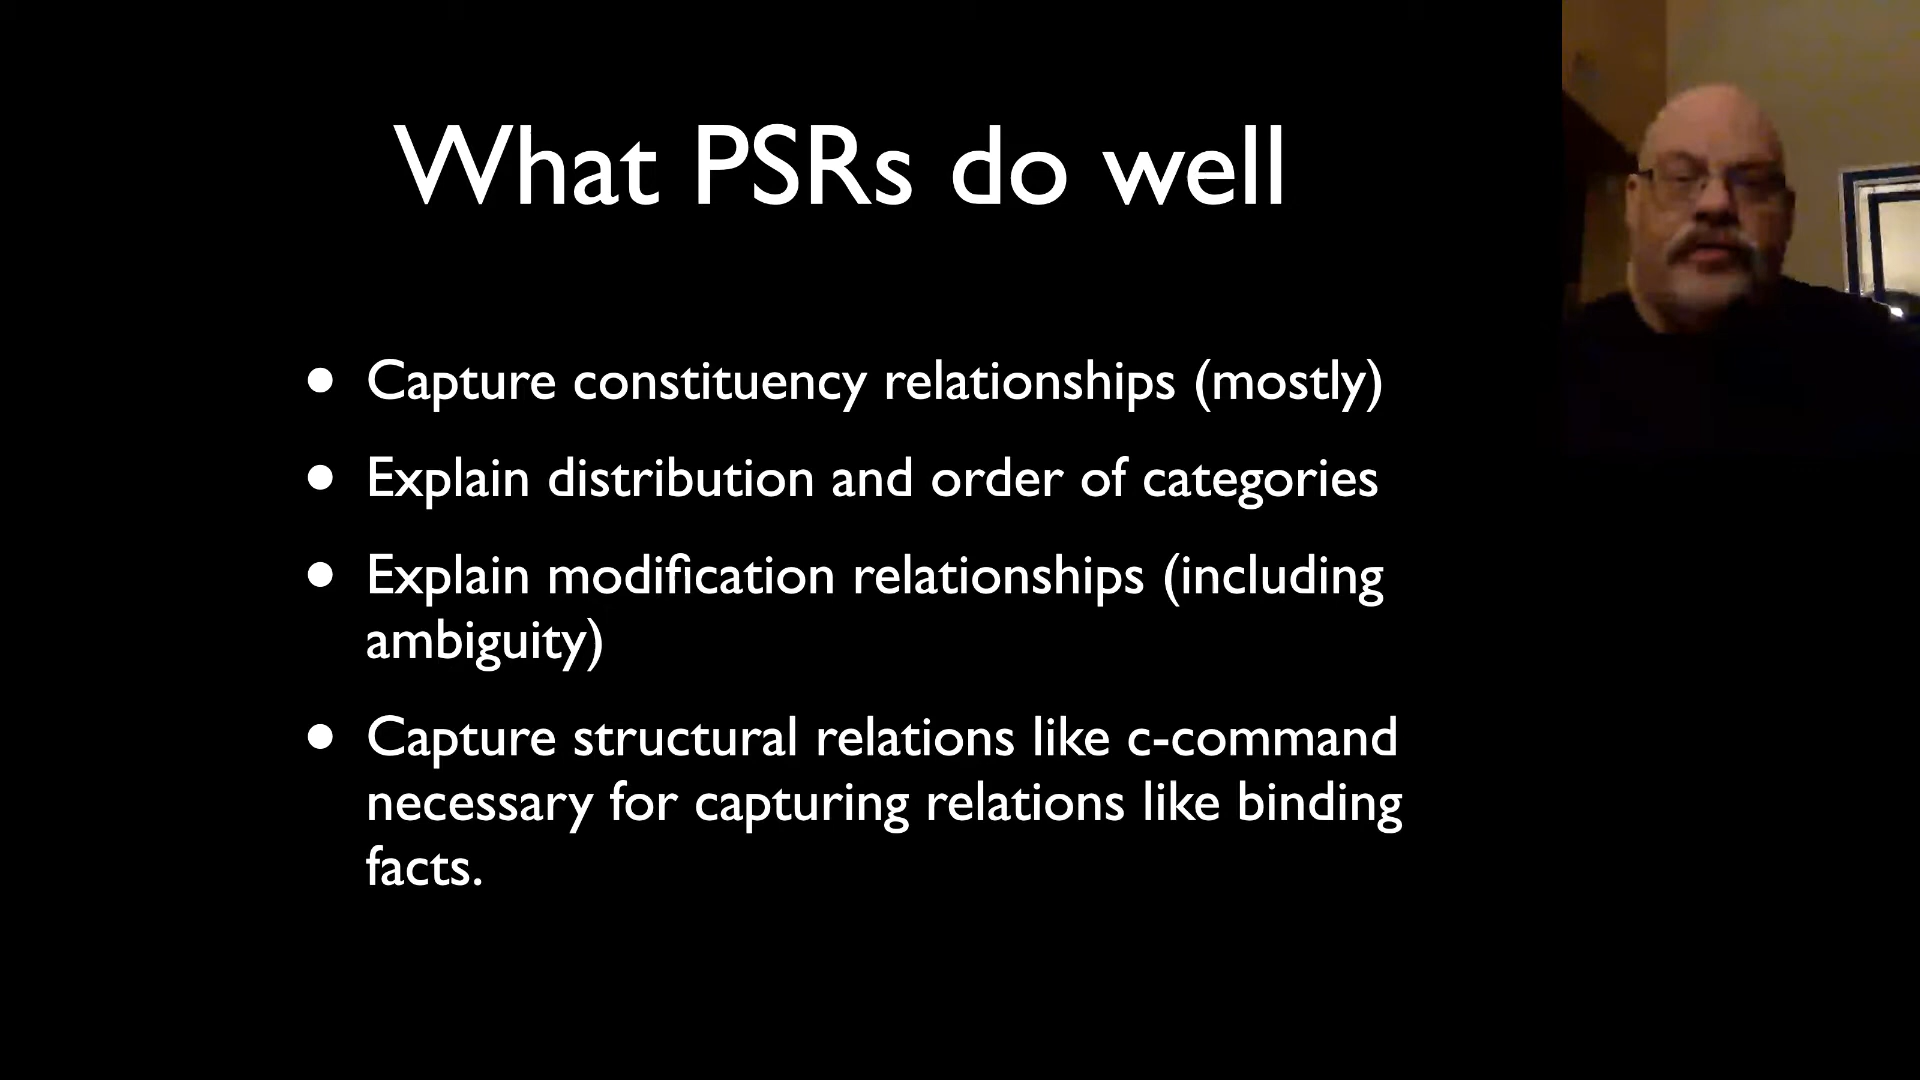 What PSRs do well
• Capture constituency relationships (mostly)
• Explain distribution and order of categories
• Explain modification relationships (including
ambiguity)
• Capture structural relations like c-command
necessary for capturing relations like binding
facts.